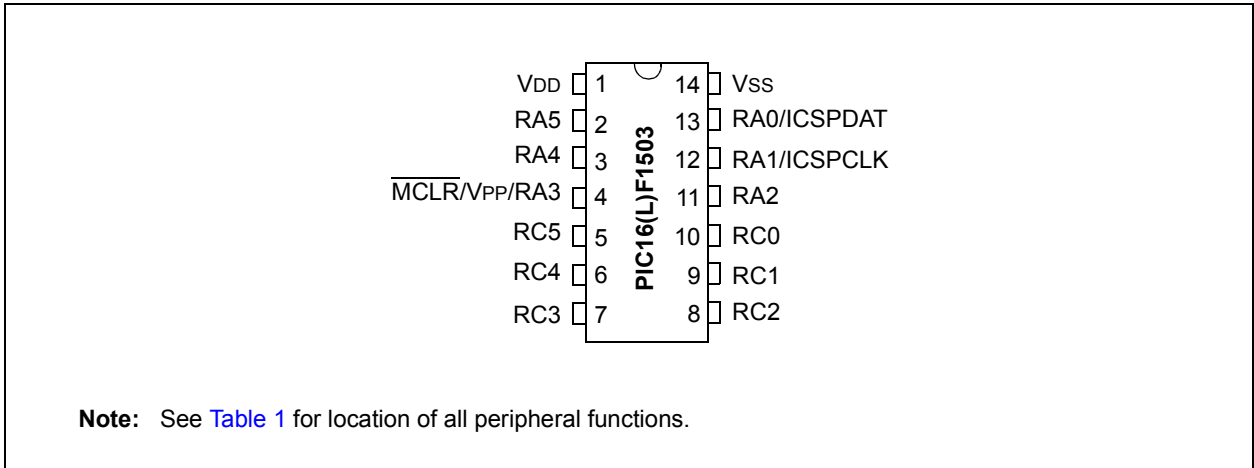 VDD 1 14 VSS
RA5 2 13 RA0/ICSPDAT
RA4 3 12 RA1/ICSPCLK
MCLR/VPP/RA3 4 11 RA2
RC5 5 10 RC0
RC4 6 9 RC1
RC3 7 8 RC2
PIC16(L)F1503
Note: See Table 1 for location of all peripheral functions.